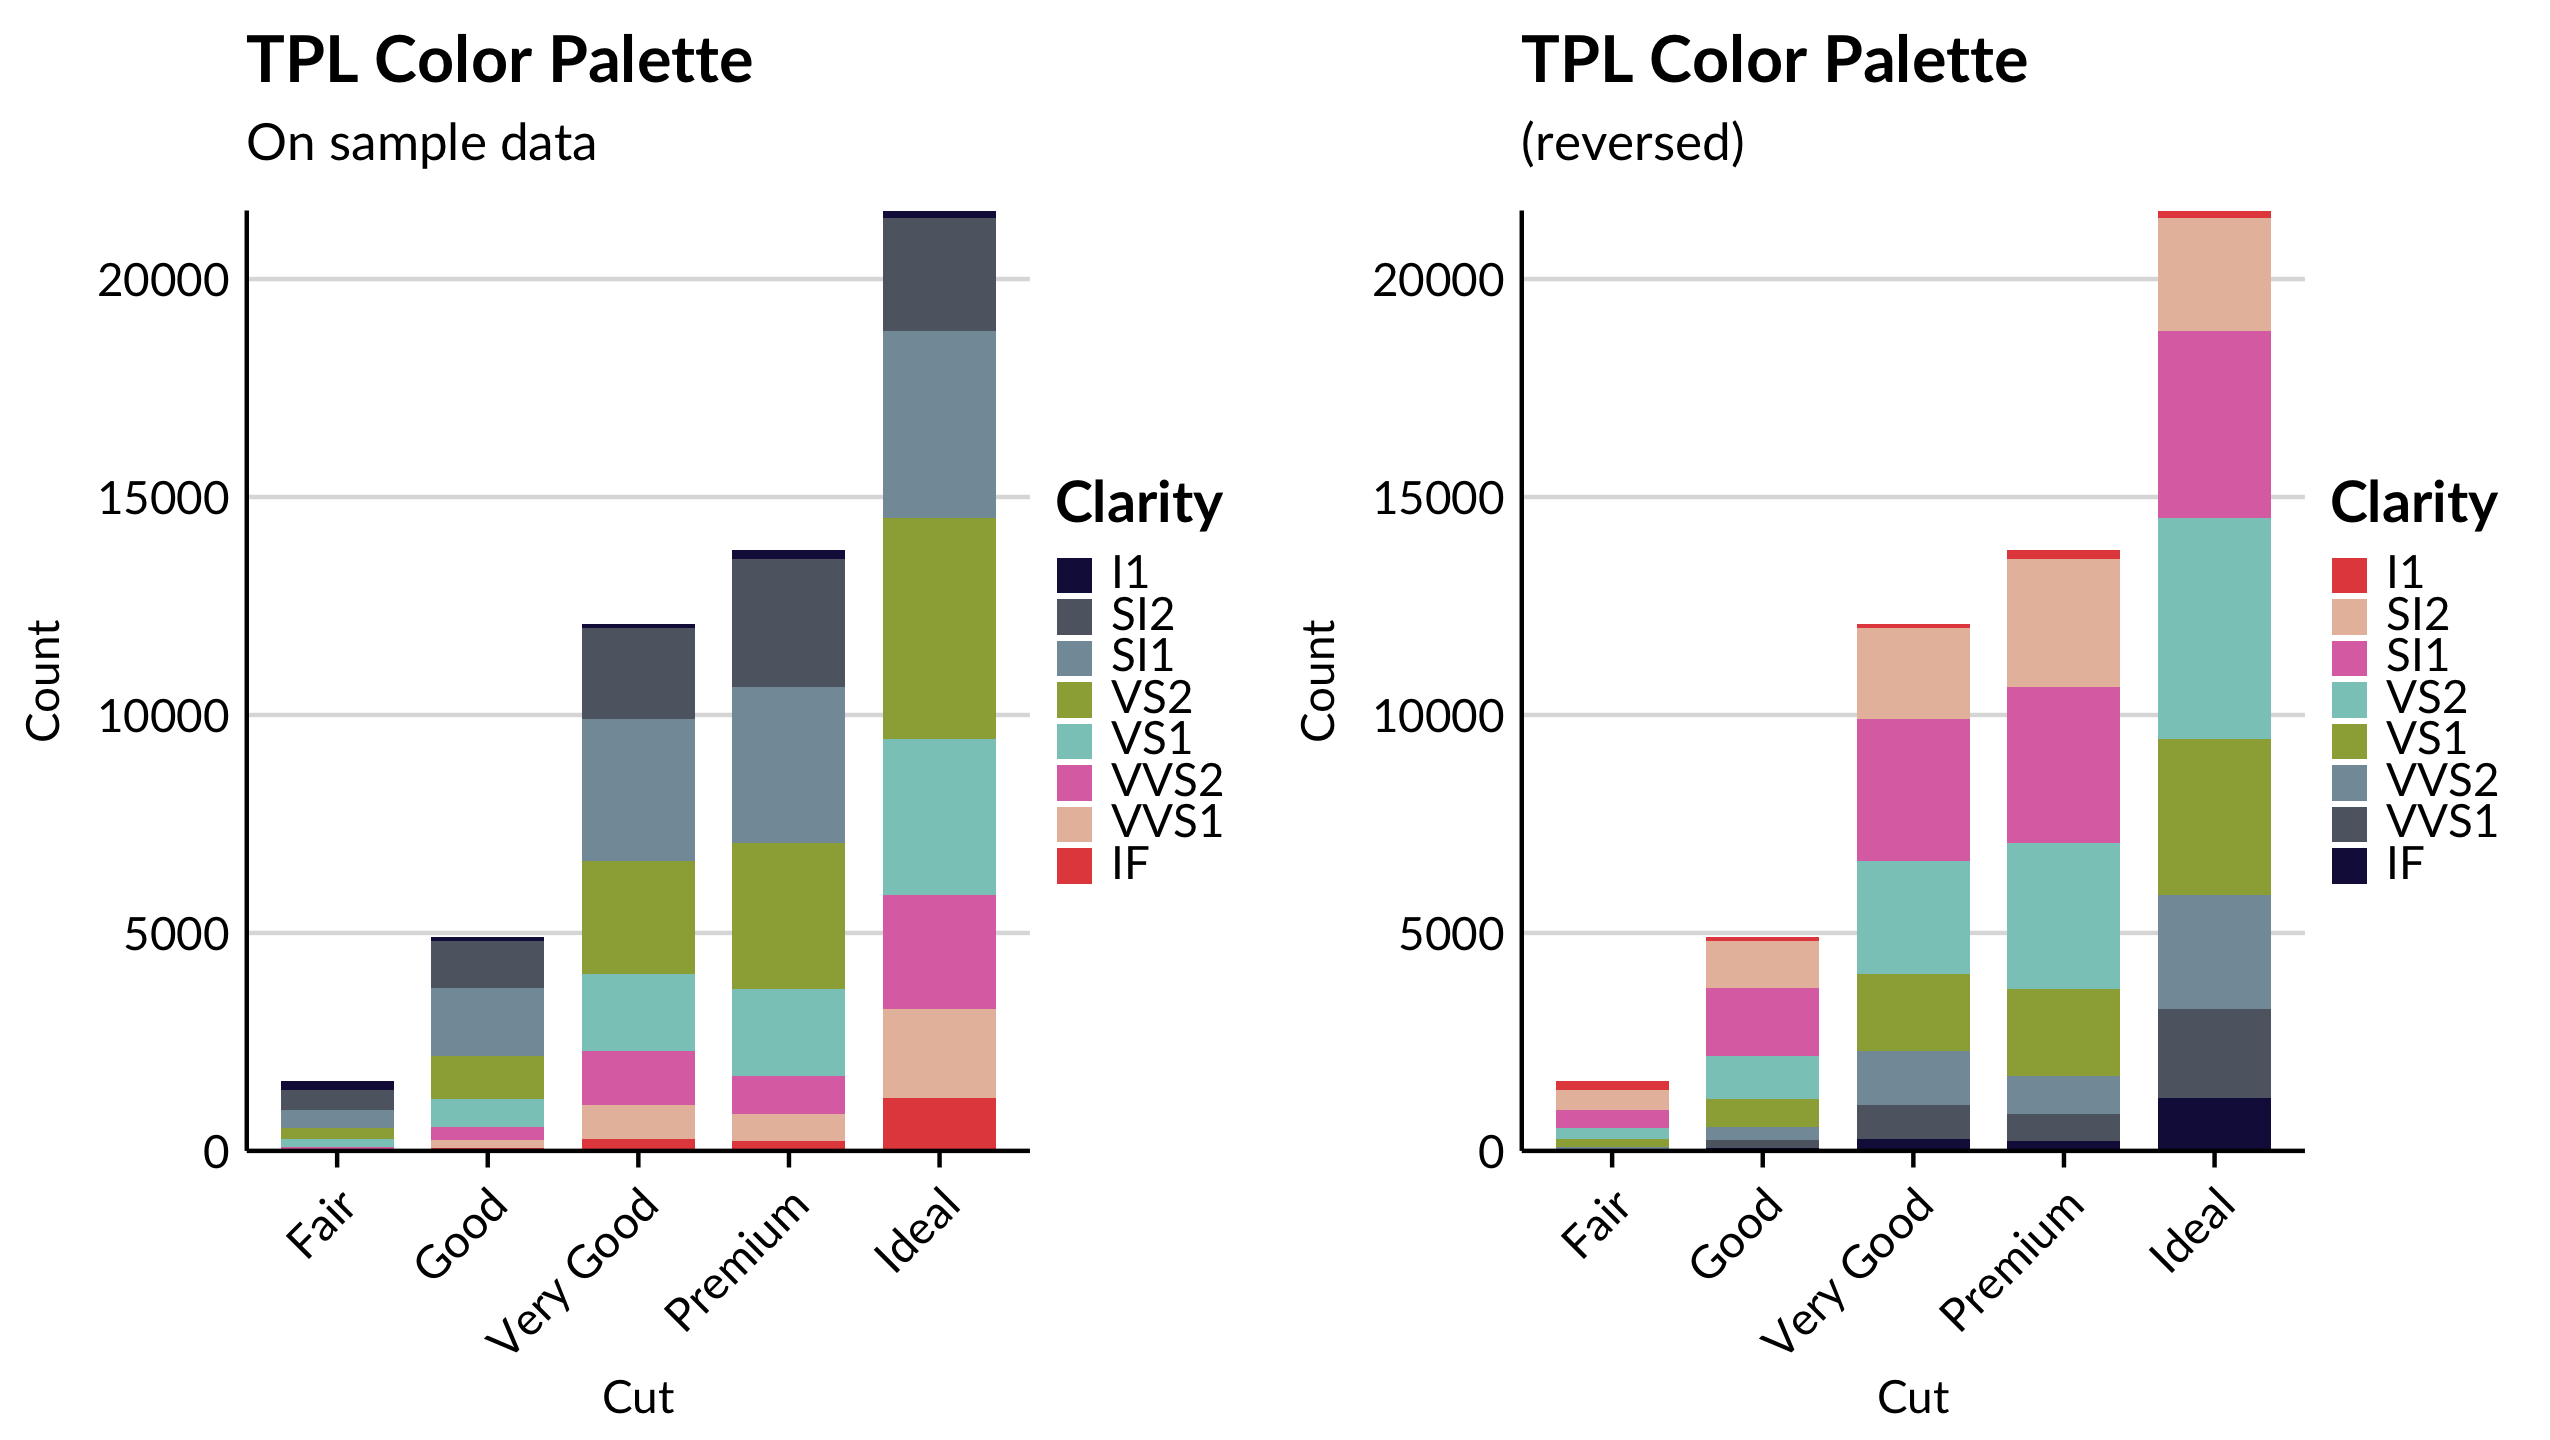 TPL Color Palette
On sample data
20000
15000
10000
5000
0
Count
Fair
Good
Very Good
Premium
Ideal
Cut
Clarity
I1
SI2
SI1
VS2
VS1
VVS2
VVS1
IF
TPL Color Palette
(reversed)
20000
15000
10000
5000
0
Count
Fair
Good
Very Good
Premium
Ideal
Cut
Clarity
I1
SI2
SI1
VS2
VS1
VVS2
VVS1
IF